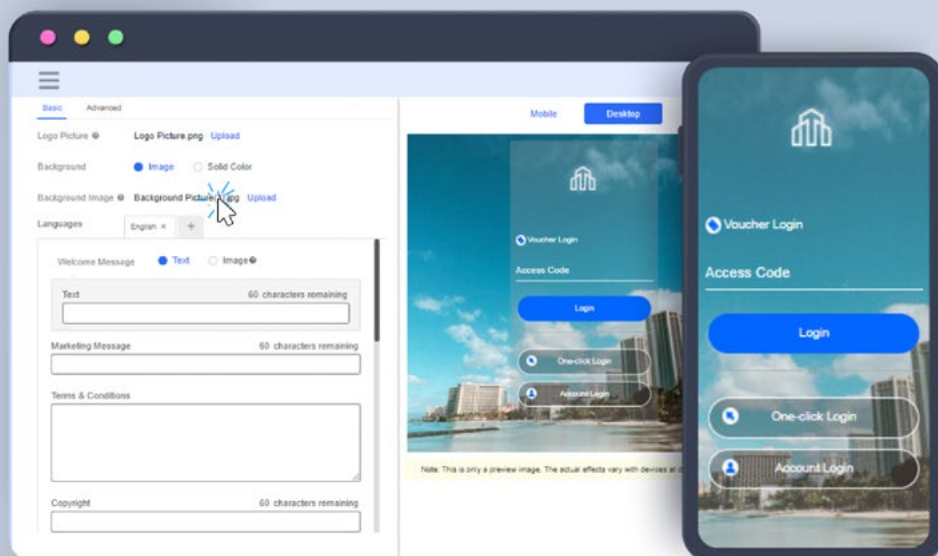 Basic Advanced
Logo Picture Logo Picture.png Upload
Background Image Solid Color
Background Image Background Picture Upload
Languages English × +
Welcome Message Text Image
Text 60 characters remaining
Marketing Message 60 characters remaining
Terms & Conditions
Copyright 60 characters remaining
Mobile Desktop
Voucher Login
Access Code
Login
One-click Login
Account Login
Note: This is only a preview image. The actual effects vary with devices
Voucher Login
Access Code
Login
One-click Login
Account Login